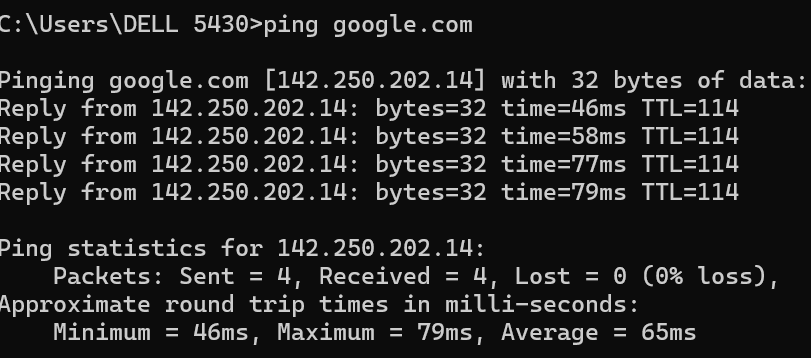 C:\Users\DELL 5430>ping google.com
Pinging google.com [142.250.202.14] with 32 bytes of data:
Reply from 142.250.202.14: bytes=32 time=46ms TTL=114
Reply from 142.250.202.14: bytes=32 time=58ms TTL=114
Reply from 142.250.202.14: bytes=32 time=77ms TTL=114
Reply from 142.250.202.14: bytes=32 time=79ms TTL=114
Ping statistics for 142.250.202.14:
    Packets: Sent = 4, Received = 4, Lost = 0 (0% loss),
Approximate round trip times in milli-seconds:
    Minimum = 46ms, Maximum = 79ms, Average = 65ms